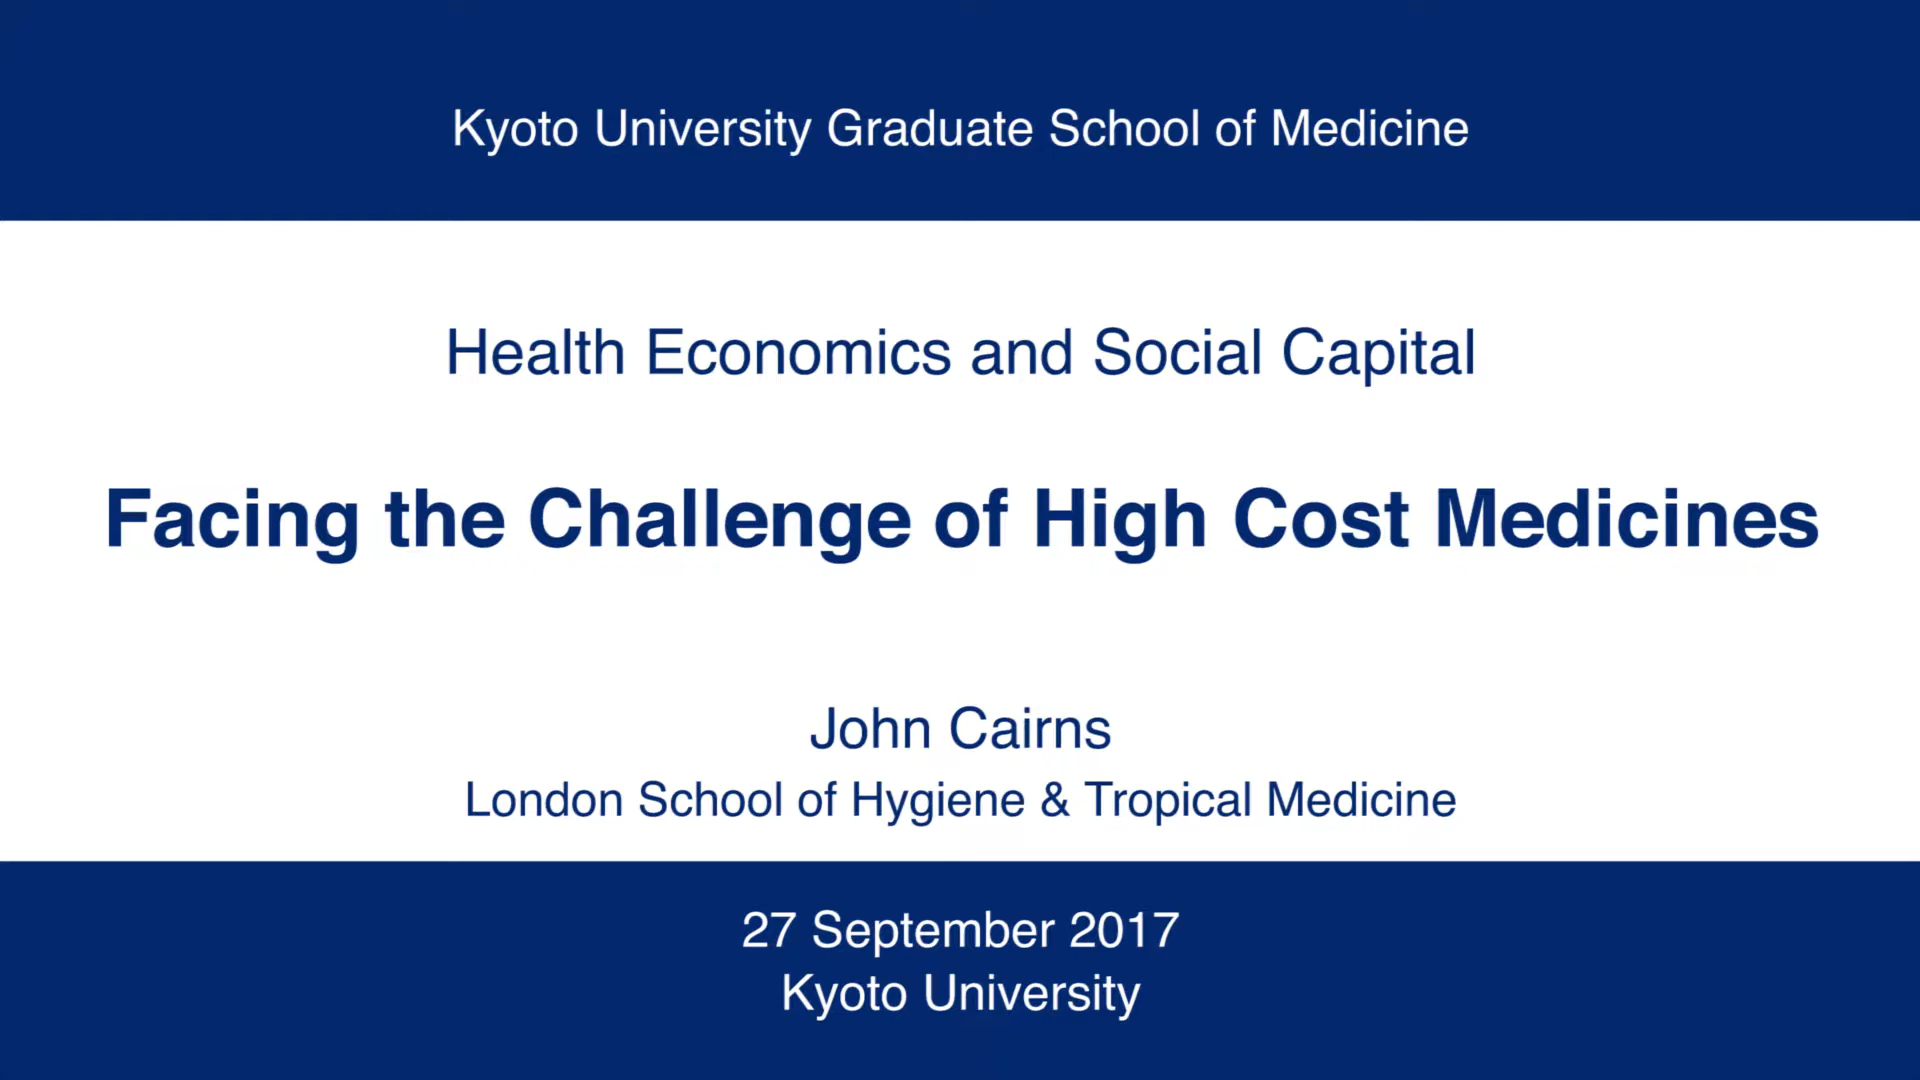 Kyoto University Graduate School of Medicine
Health Economics and Social Capital
Facing the Challenge of High Cost Medicines
John Cairns
London School of Hygiene & Tropical Medicine
27 September 2017
Kyoto University